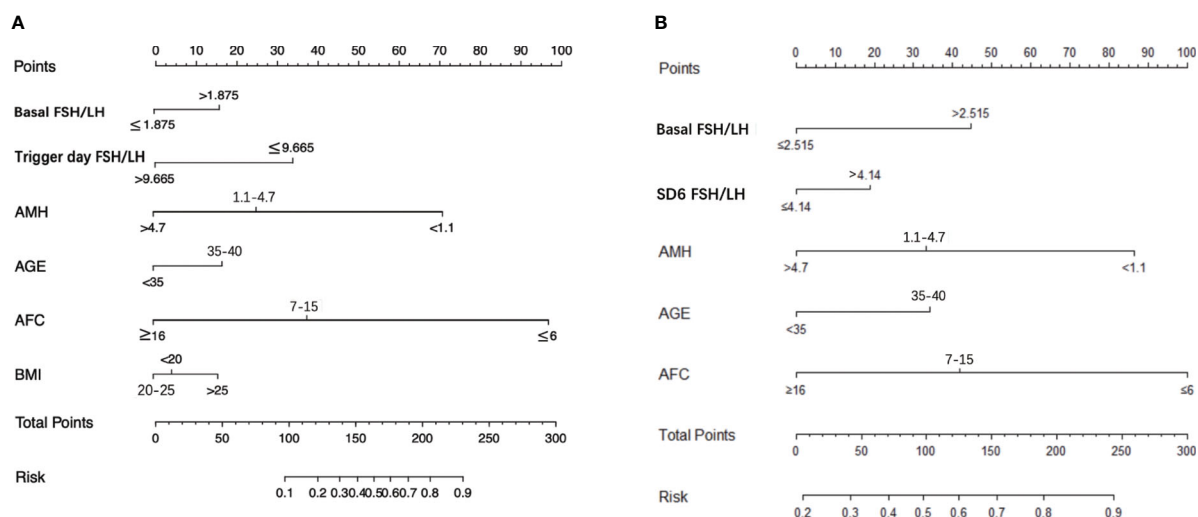 A
Points
0 10 20 30 40 50 60 70 80 90 100
Basal FSH/LH
>1.875
≤1.875
Trigger day FSH/LH
≤9.665
>9.665
AMH
1.1-4.7
>4.7 <1.1
AGE
35-40
<35
AFC
7-15
≥16 ≤6
BMI
<20
20-25 >25
Total Points
0 50 100 150 200 250 300
Risk
0.1 0.2 0.30 0.4 0.5 0.6 0.7 0.8 0.9
B
Points
0 10 20 30 40 50 60 70 80 90 100
Basal FSH/LH
>2.515
≤2.515
SD6 FSH/LH
>4.14
≤4.14
AMH
1.1-4.7
>4.7 <1.1
AGE
35-40
<35
AFC
7-15
≥16 ≤6
Total Points
0 50 100 150 200 250 300
Risk
0.2 0.3 0.4 0.5 0.6 0.7 0.8 0.9